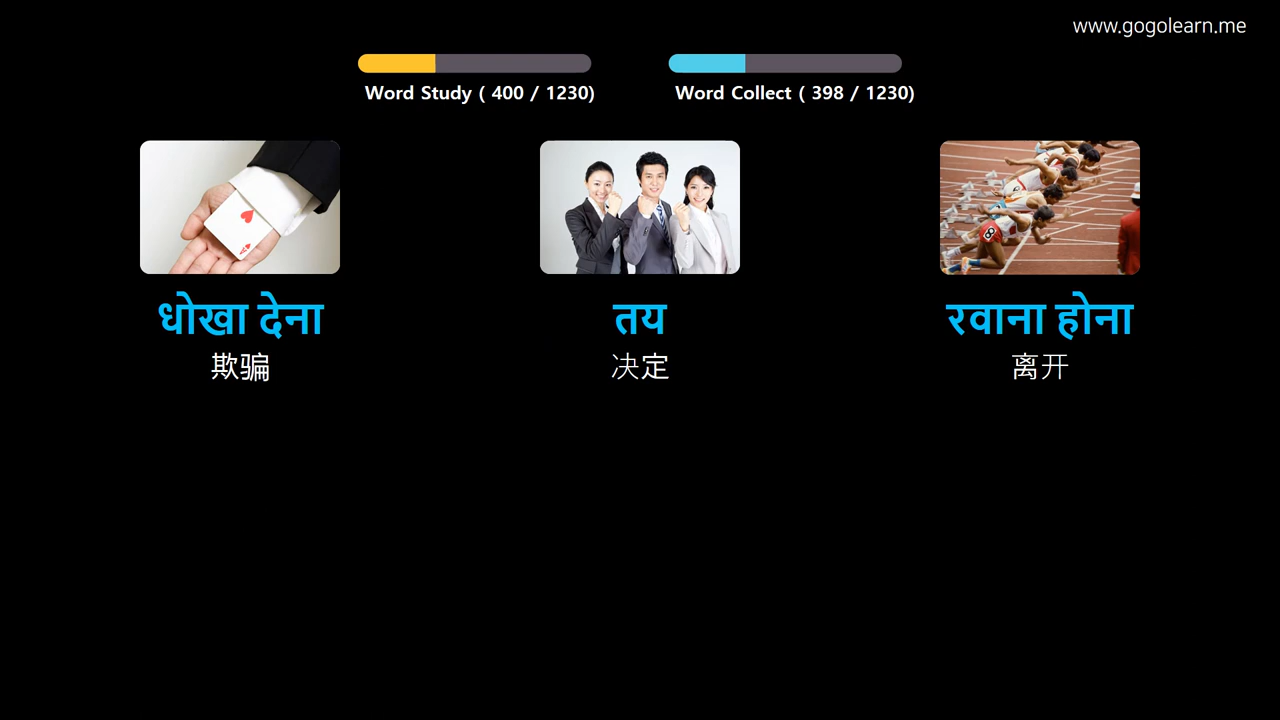 www.gogolearn.me
Word Study ( 400 / 1230)
Word Collect ( 398 / 1230)
धोखा देना
欺骗
तय
决定
रवाना होना
离开